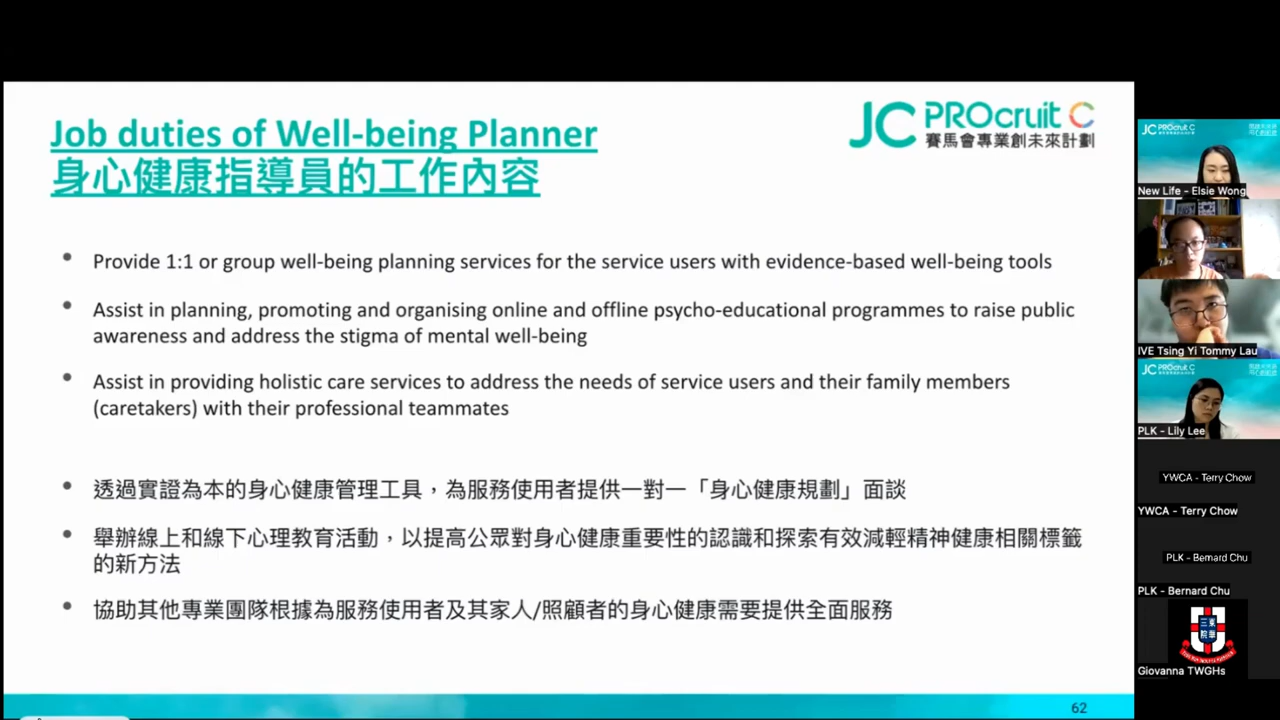 Job duties of Well-being Planner
身心健康指導員的工作內容
JC PROcruit C
賽馬會專業創未來計劃
• Provide 1:1 or group well-being planning services for the service users with evidence-based well-being tools
• Assist in planning, promoting and organising online and offline psycho-educational programmes to raise public
awareness and address the stigma of mental well-being
• Assist in providing holistic care services to address the needs of service users and their family members
(caretakers) with their professional teammates
• 透過實證為本的身心健康管理工具，為服務使用者提供一對一「身心健康規劃」面談
• 舉辦線上和線下心理教育活動，以提高公眾對身心健康重要性的認識和探索有效減輕精神健康相關標籤
的新方法
• 協助其他專業團隊根據為服務使用者及其家人/照顧者的身心健康需要提供全面服務
62
JC PROcruit C
New Life - Elsie Wong
IVE Tsing Yi Tommy Lau
JC PROcruit C
PLK - Lily Lee
YWCA - Terry Chow
YWCA - Terry Chow
PLK - Bernard Chu
PLK - Bernard Chu
Giovanna TWGHs